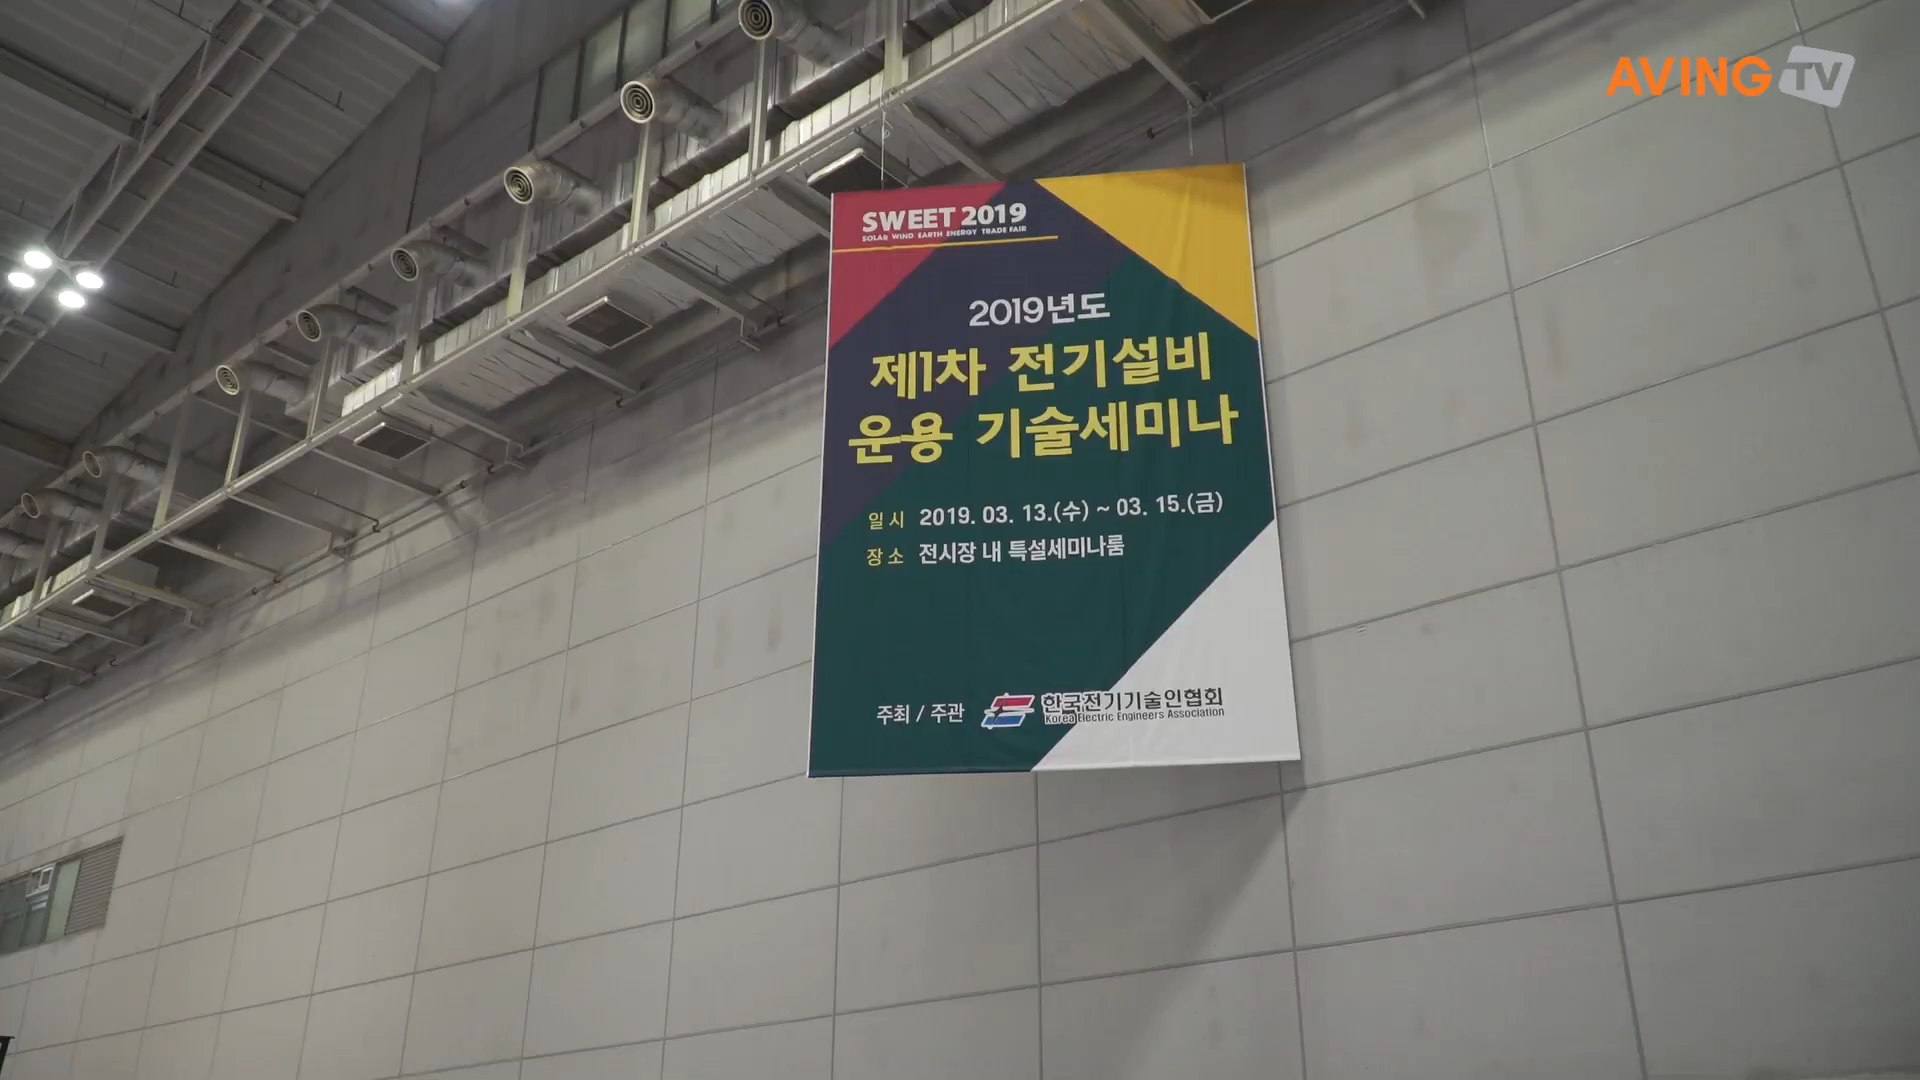 AVING TV
SWEET 2019
SOLAR WIND EARTH ENERGY TRADE FAIR
2019년도
제1차 전기설비
운용 기술세미나
일시 2019. 03. 13.(수) ~ 03. 15.(금)
장소 전시장 내 특설세미나룸
주최 / 주관 한국전기기술인협회
Korea Electric Engineers Association